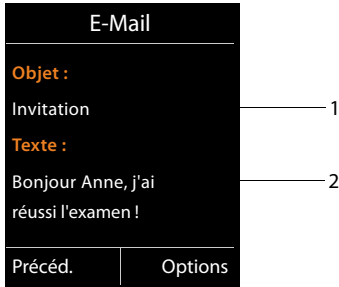 E-Mail
Objet :
Invitation
1
Texte :
Bonjour Anne, j'ai
2
réussi l'examen !
Précéd.
Options